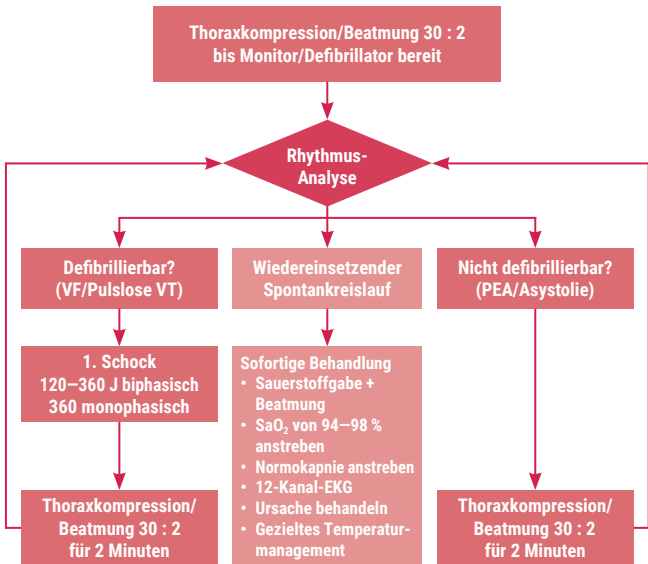 Thoraxkompression/Beatmung 30 : 2
bis Monitor/Defibrillator bereit
Rhythmus-
Analyse
Defibrillierbar?
(VF/Pulslose VT)
Wiedereinsetzender
Spontankreislauf
Nicht defibrillierbar?
(PEA/Asystolie)
1. Schock
120—360 J biphasisch
360 monophasisch
Sofortige Behandlung
• Sauerstoffgabe +
Beatmung
• SaO₂ von 94—98 %
anstreben
• Normokapnie anstreben
• 12-Kanal-EKG
• Ursache behandeln
• Gezieltes Temperatur-
management
Thoraxkompression/
Beatmung 30 : 2
für 2 Minuten
Thoraxkompression/
Beatmung 30 : 2
für 2 Minuten